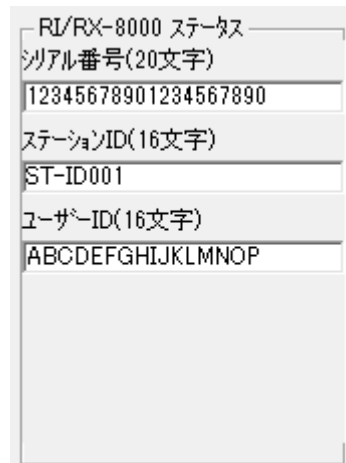 RI/RX-8000 ステータス
シリアル番号(20文字)
12345678901234567890
ステーションID(16文字)
ST-ID001
ユーザーID(16文字)
ABCDEFGHIJKLMNOP